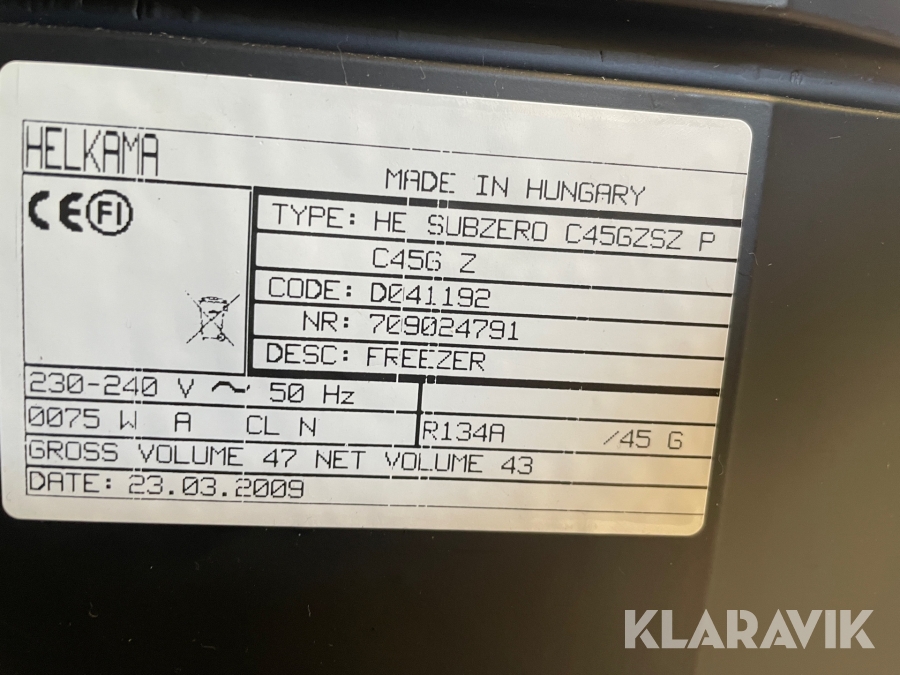 HELKAMA
MADE IN HUNGARY
CE FI
TYPE: HE SUBZERO C45GZSZ P
C45G Z
CODE: D041192
NR: 709024791
DESC: FREEZER
230-240 V ~ 50 Hz
0075 W A CL N
R134A /45 G
GROSS VOLUME 47 NET VOLUME 43
DATE: 23.03.2009
KLARAVIK